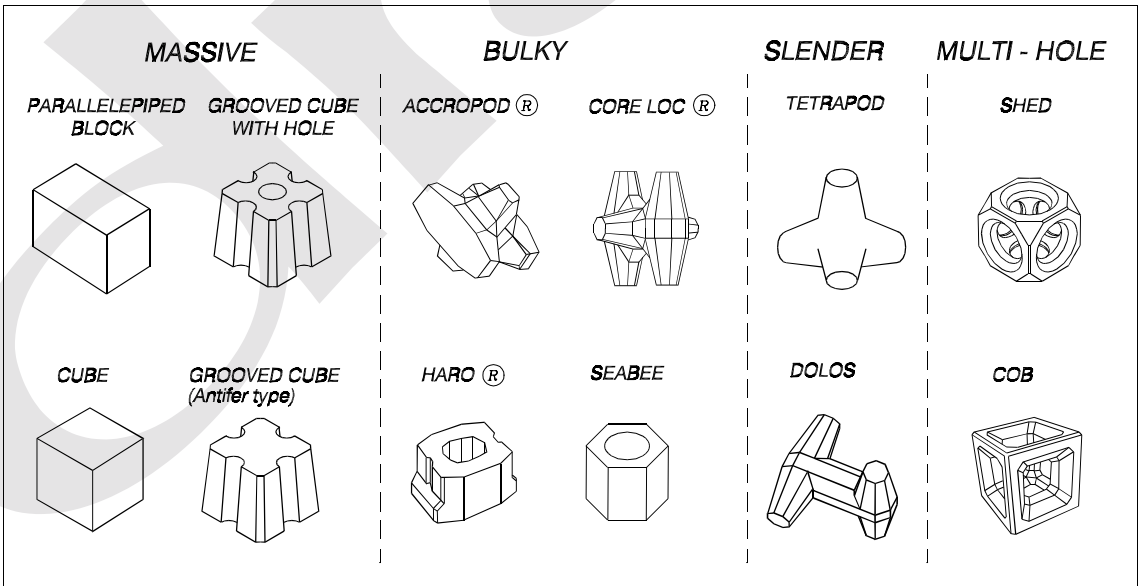 MASSIVE
BULKY
SLENDER
MULTI - HOLE
PARALLELEPIPED
BLOCK
GROOVED CUBE
WITH HOLE
ACCROPOD ®
CORE LOC ®
TETRAPOD
SHED
CUBE
GROOVED CUBE
(Antifer type)
HARO ®
SEABEE
DOLOS
COB